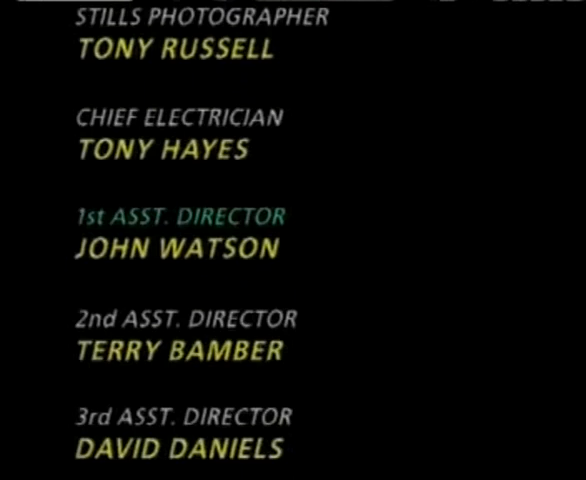 STILLS PHOTOGRAPHER
TONY RUSSELL
CHIEF ELECTRICIAN
TONY HAYES
1st ASST. DIRECTOR
JOHN WATSON
2nd ASST. DIRECTOR
TERRY BAMBER
3rd ASST. DIRECTOR
DAVID DANIELS